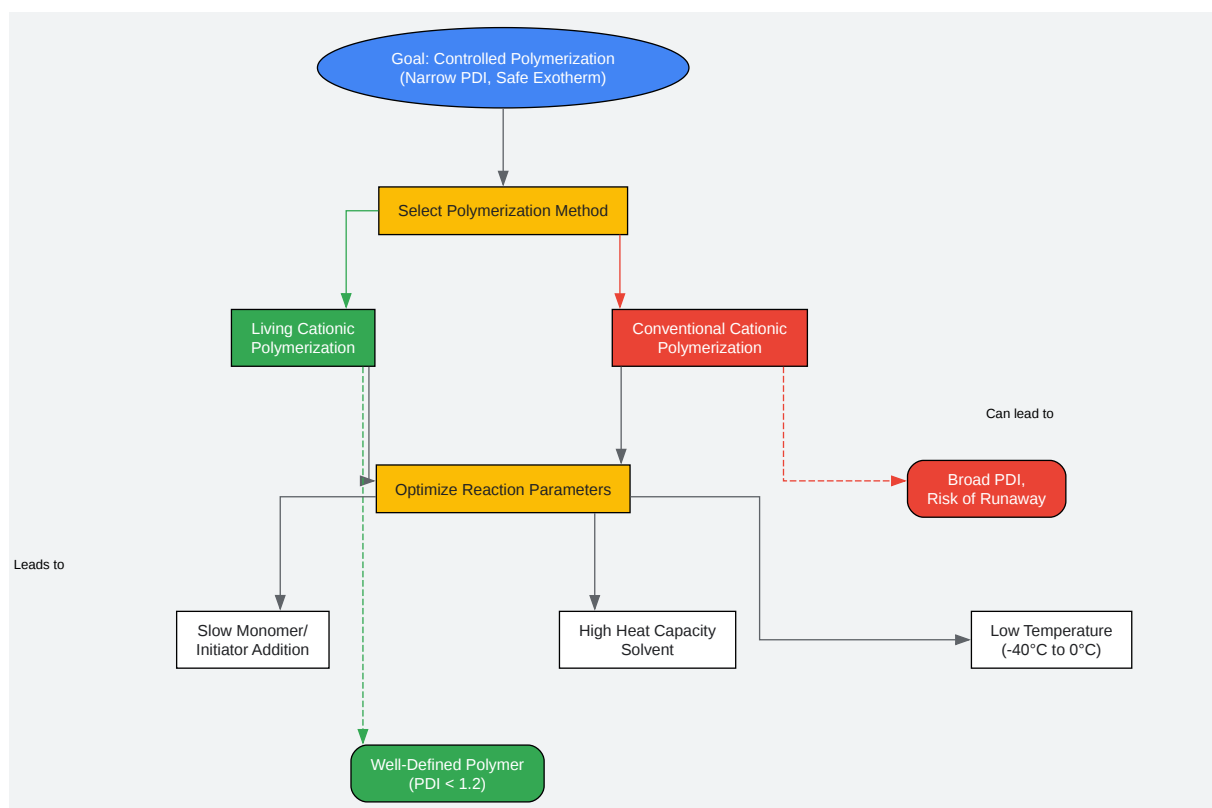 Goal: Controlled Polymerization
(Narrow PDI, Safe Exotherm)
Select Polymerization Method
Living Cationic
Polymerization
Conventional Cationic
Polymerization
Can lead to
Broad PDI,
Risk of Runaway
Optimize Reaction Parameters
Leads to
Slow Monomer/
Initiator Addition
High Heat Capacity
Solvent
Low Temperature
(-40°C to 0°C)
Well-Defined Polymer
(PDI < 1.2)